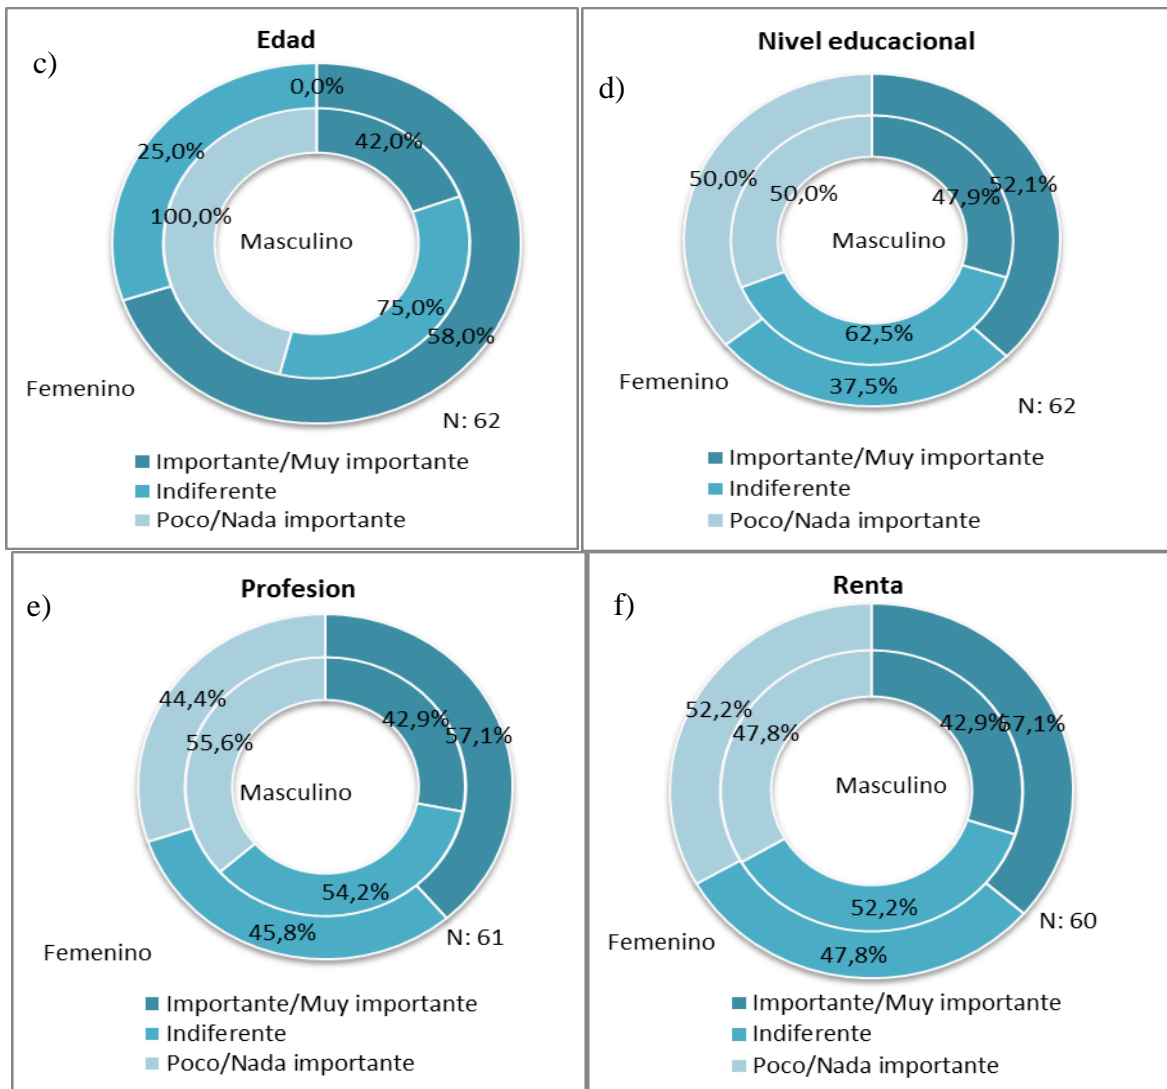 c)
Edad
0,0%
42,0%
25,0%
100,0%
Masculino
75,0%
58,0%
Femenino
N: 62
Importante/Muy importante
Indiferente
Poco/Nada importante
d)
Nivel educacional
50,0%
50,0%
47,9%
52,1%
Masculino
62,5%
37,5%
Femenino
N: 62
Importante/Muy importante
Indiferente
Poco/Nada importante
e)
Profesion
44,4%
55,6%
42,9%
57,1%
Masculino
54,2%
45,8%
Femenino
N: 61
Importante/Muy importante
Indiferente
Poco/Nada importante
f)
Renta
52,2%
47,8%
42,9%
57,1%
Masculino
52,2%
47,8%
Femenino
N: 60
Importante/Muy importante
Indiferente
Poco/Nada importante